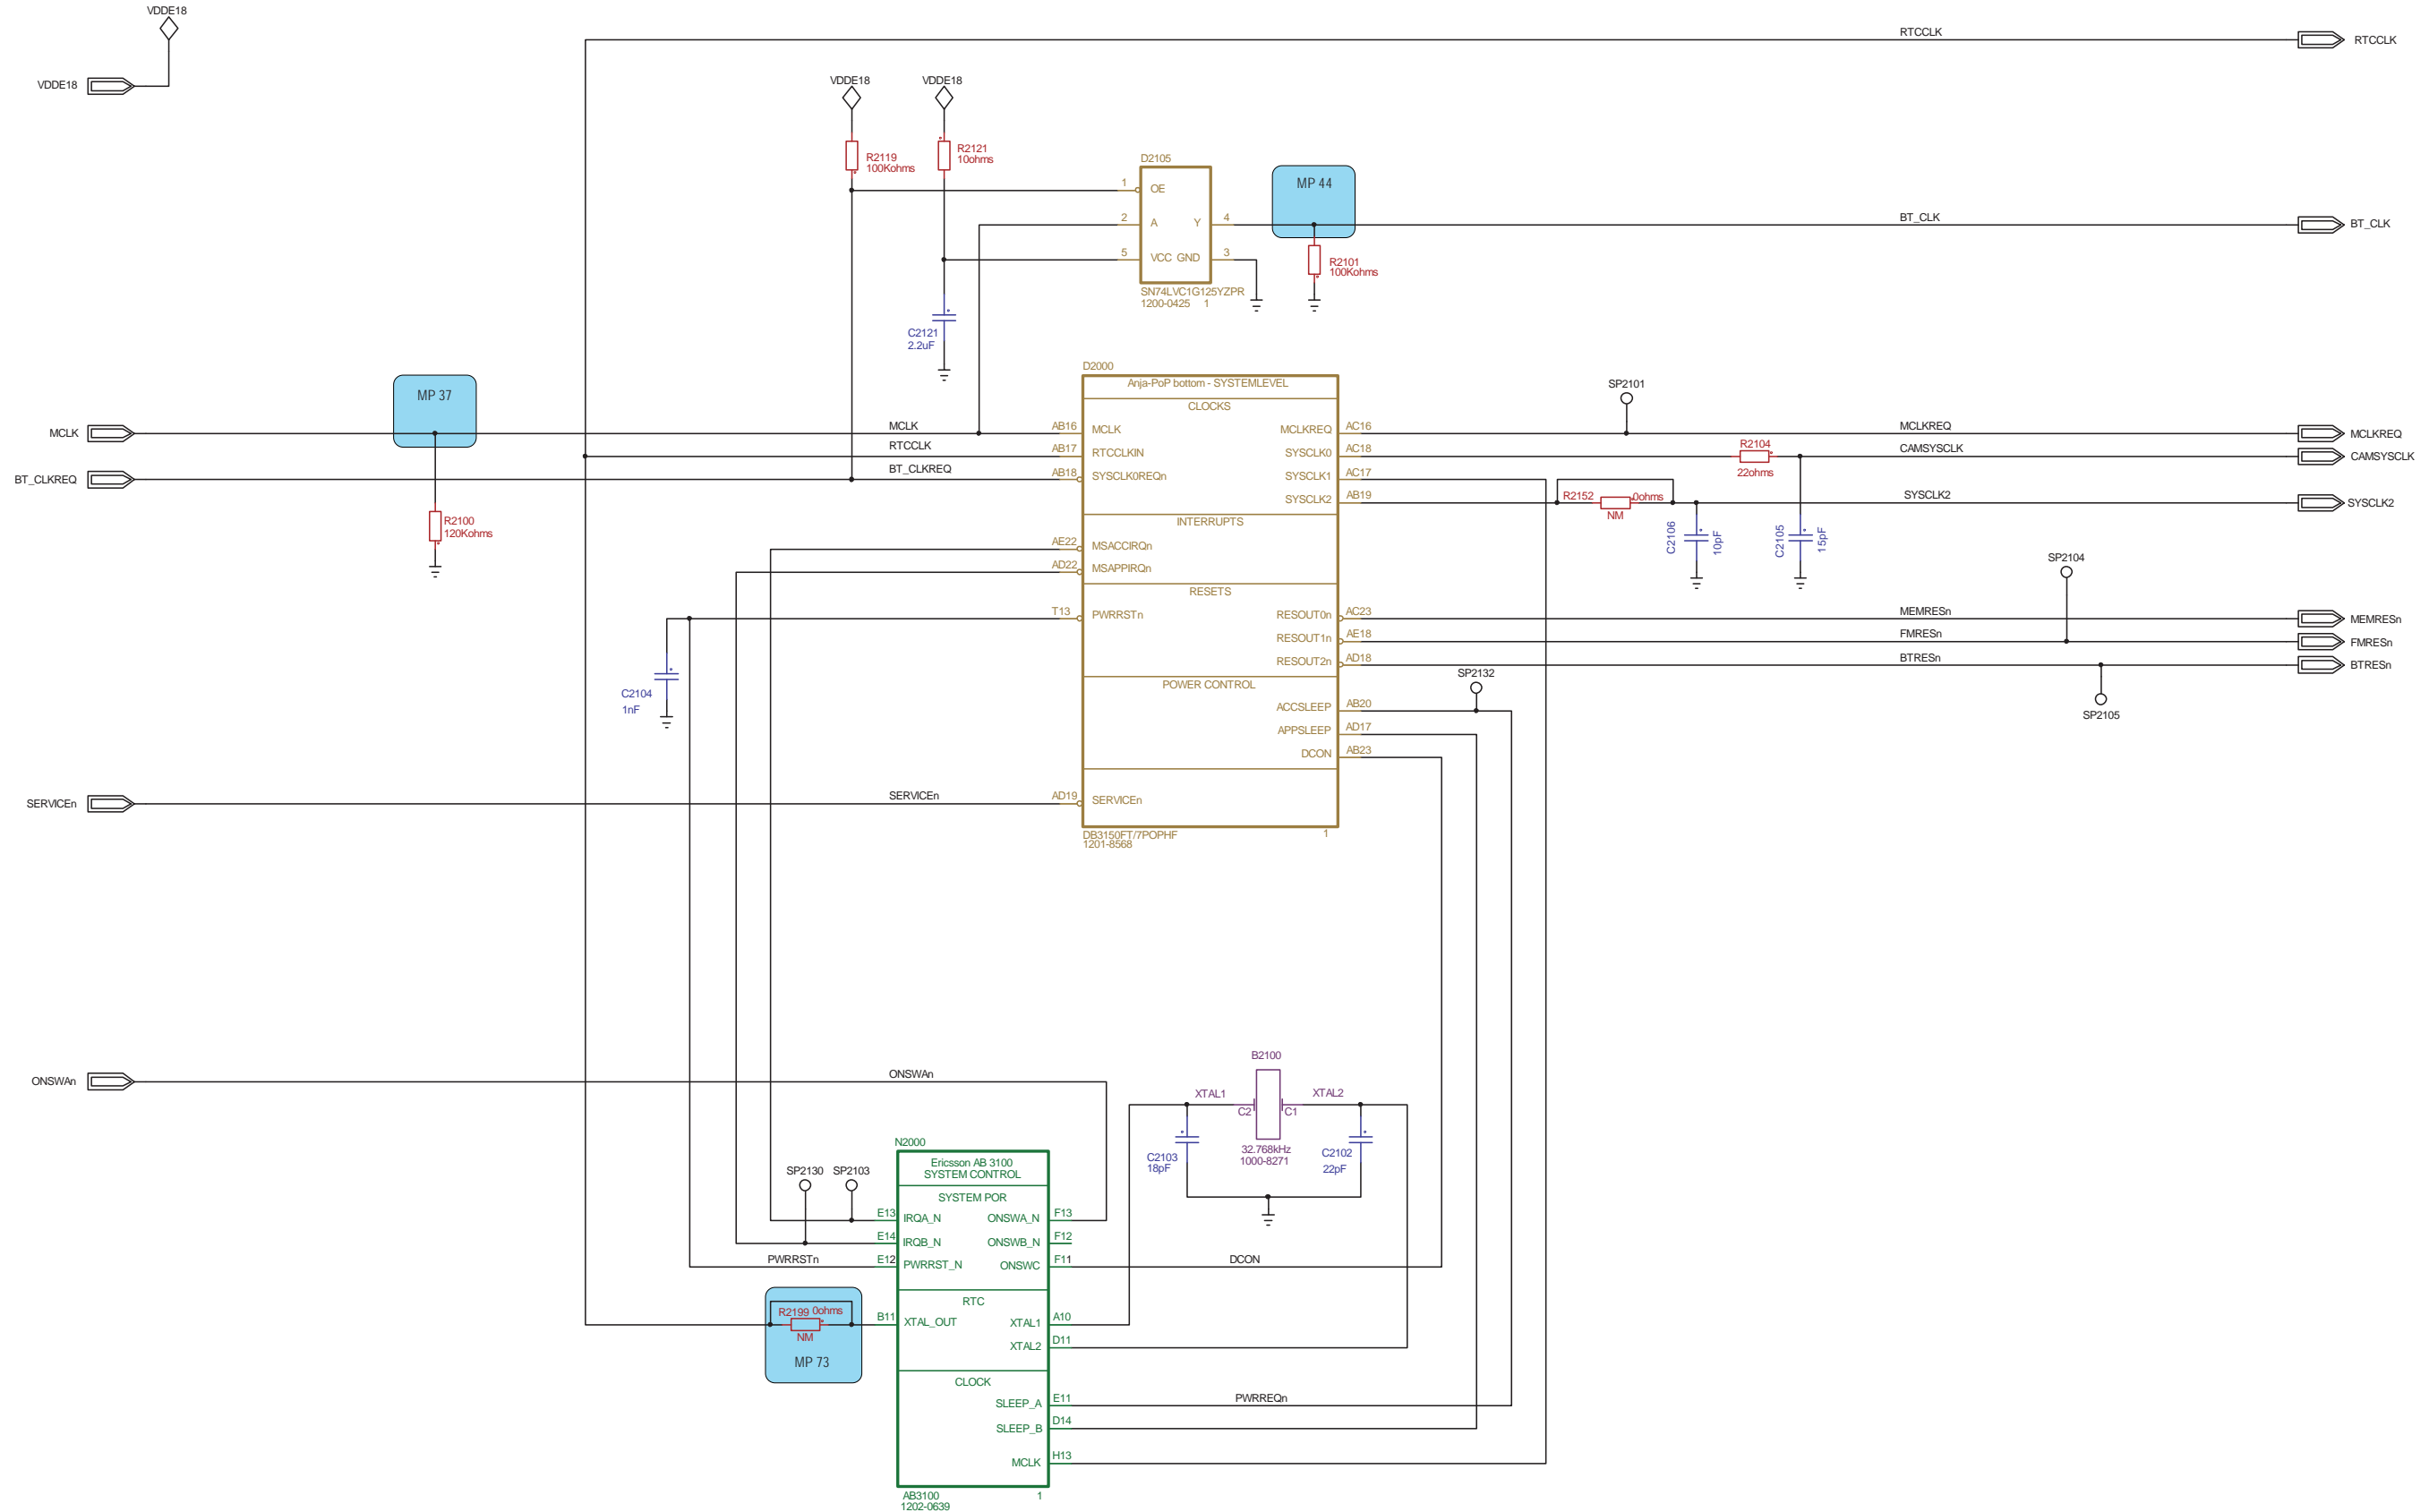 VDDE18
RTCCLK
RTCCLK
VDDE18
VDDE18
VDDE18
R2119
100Kohms
R2121
10ohms
D2105
1
OE
2
A
Y
4
5
VCC GND
3
SN74LVC1G125YZPR
1200-0425 1
MP 44
BT_CLK
BT_CLK
R2101
100Kohms
C2121
2.2uF
MP 37
D2000
Anja-PoP bottom - SYSTEMLEVEL
CLOCKS
SP2101
MCLK
MCLK
AB16
MCLK
MCLKREQ
AC16
MCLKREQ
MCLKREQ
RTCCLK
AB17
RTCCLKIN
SYSCLK0
AC18
R2104
22ohms
CAMSYSCLK
CAMSYSCLK
BT_CLKREQ
BT_CLKREQ
AB18
SYSCLK0REQn
SYSCLK1
AC17
SYSCLK2
AB19
R2152
0ohms
NM
SYSCLK2
SYSCLK2
R2100
120Kohms
INTERRUPTS
C2106
10pF
C2105
15pF
AE22
MSACCIRQn
AD22
MSAPPIRQn
SP2104
RESETS
T13
PWRRSTn
RESOUT0n
AC23
MEMRESn
MEMRESn
RESOUT1n
AE18
FMRESn
FMRESn
RESOUT2n
AD18
BTRESn
BTRESn
SP2132
SP2105
C2104
1nF
POWER CONTROL
ACCSLEEP
AB20
APPSLEEP
AD17
DCON
AB23
SERVICEn
SERVICEn
AD19
SERVICEn
DB3150FT/7POPHF
1
1201-8568
B2100
ONSWAn
ONSWAn
XTAL1
XTAL2
C2
C1
N2000
C2103
18pF
32.768kHz
1000-8271
C2102
22pF
Ericsson AB 3100
SYSTEM CONTROL
SP2130
SP2103
SYSTEM POR
E13
IRQA_N
ONSWA_N
F13
E14
IRQB_N
ONSWB_N
F12
PWRRSTn
E12
PWRRST_N
ONSWC
F11
DCON
RTC
R2199 0ohms
NM
MP 73
B11
XTAL_OUT
XTAL1
A10
XTAL2
D11
CLOCK
SLEEP_A
E11
PWRREQn
SLEEP_B
D14
MCLK
H13
AB3100
1
1202-0639